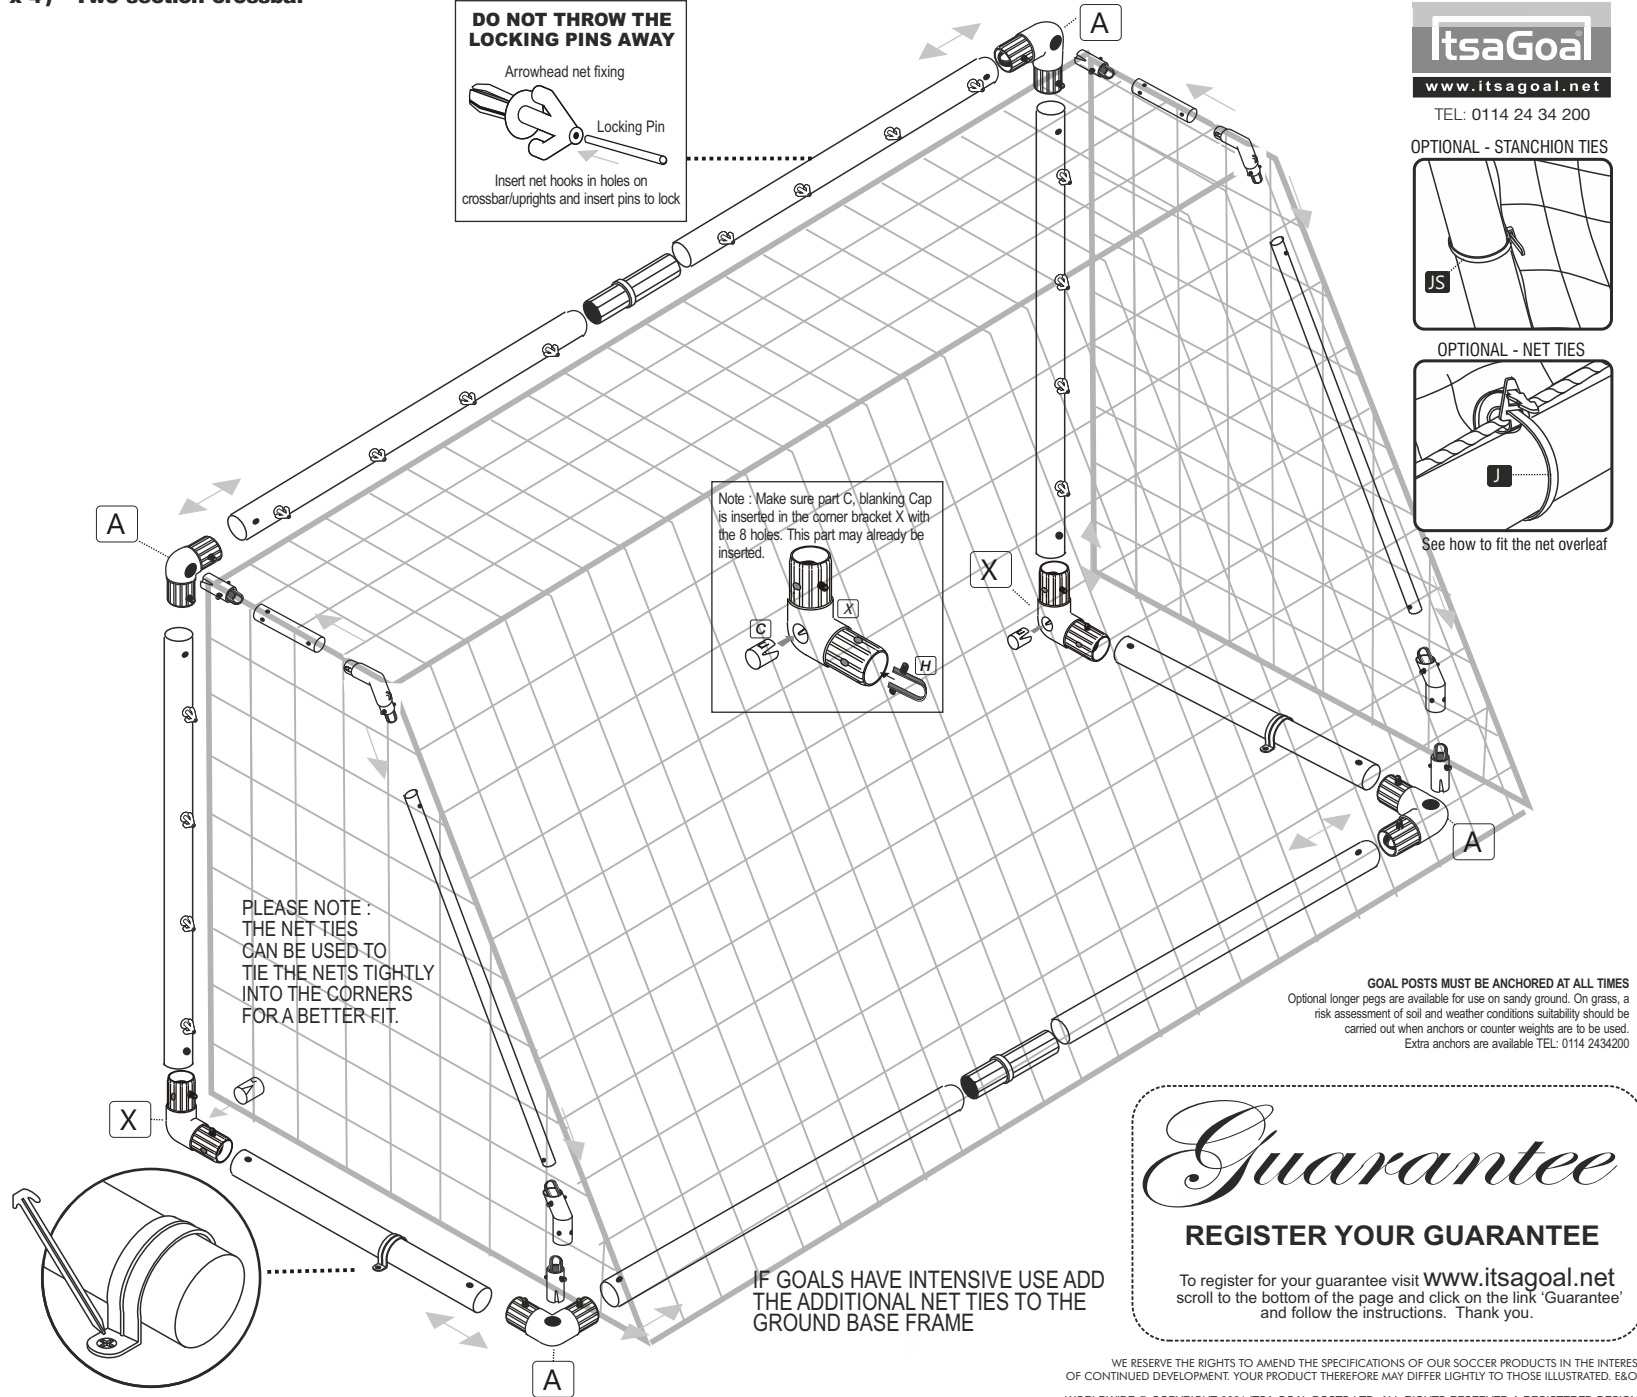 x 4') Two section crossbar
DO NOT THROW THE
LOCKING PINS AWAY
Arrowhead net fixing
Locking Pin
Insert net hooks in holes on
crossbar/uprights and insert pins to lock
A
ItsaGoal
www.itsagoal.net
TEL: 0114 24 34 200
OPTIONAL - STANCHION TIES
JS
OPTIONAL - NET TIES
J
See how to fit the net overleaf
A
Note : Make sure part C, blanking Cap
is inserted in the corner bracket X with
the 8 holes. This part may already be
inserted.
X
C
H
X
A
PLEASE NOTE :
THE NET TIES
CAN BE USED TO
TIE THE NETS TIGHTLY
INTO THE CORNERS
FOR A BETTER FIT.
GOAL POSTS MUST BE ANCHORED AT ALL TIMES
Optional longer pegs are available for use on sandy ground. On grass, a
risk assessment of soil and weather conditions suitability should be
carried out when anchors or counter weights are to be used.
Extra anchors are available TEL: 0114 2434200
X
Guarantee
REGISTER YOUR GUARANTEE
To register for your guarantee visit www.itsagoal.net
scroll to the bottom of the page and click on the link 'Guarantee'
and follow the instructions. Thank you.
IF GOALS HAVE INTENSIVE USE ADD
THE ADDITIONAL NET TIES TO THE
GROUND BASE FRAME
A
WE RESERVE THE RIGHTS TO AMEND THE SPECIFICATIONS OF OUR SOCCER PRODUCTS IN THE INTERES
OF CONTINUED DEVELOPMENT. YOUR PRODUCT THEREFORE MAY DIFFER LIGHTLY TO THOSE ILLUSTRATED. E&O